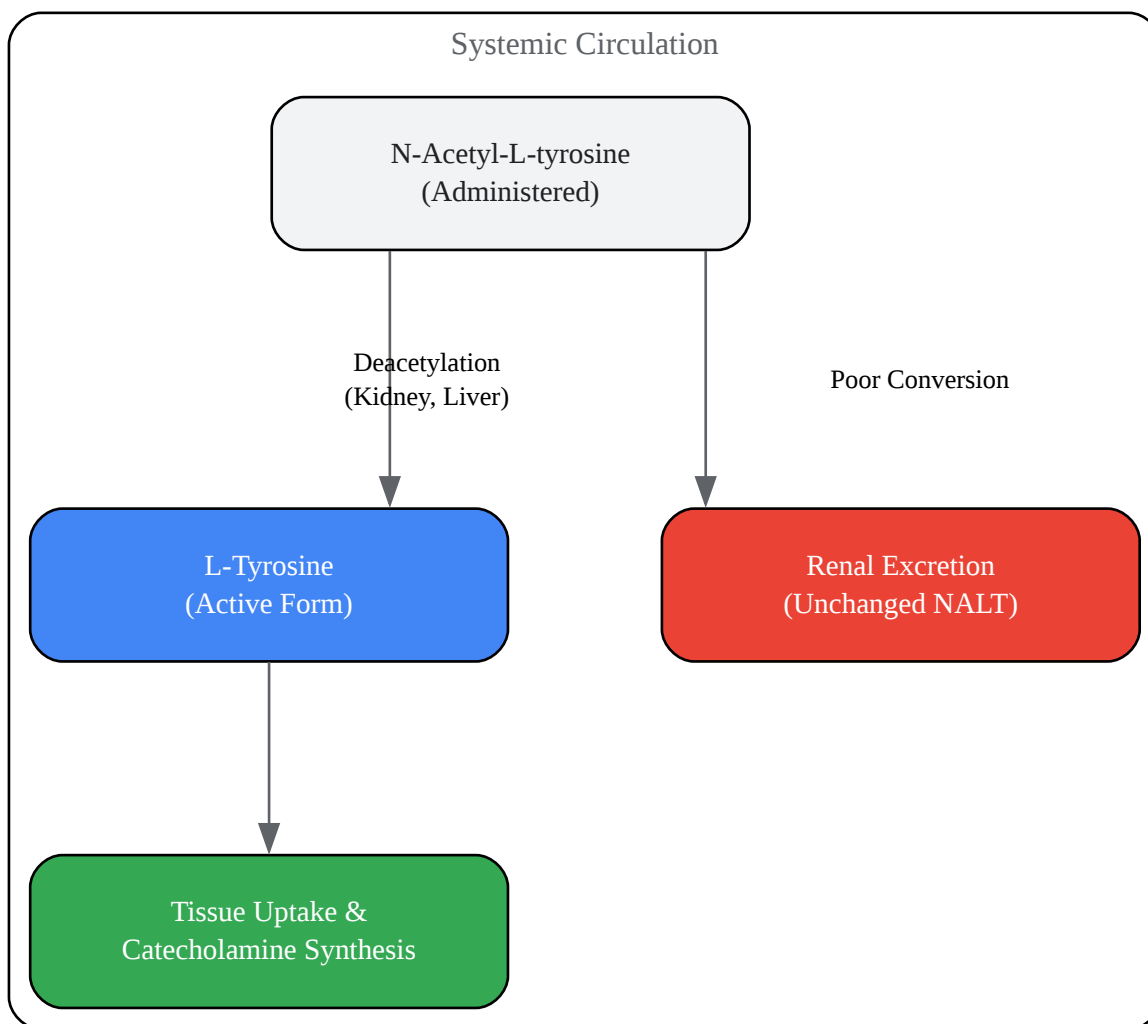 Systemic Circulation
N-Acetyl-L-tyrosine
(Administered)
Deacetylation
(Kidney, Liver)
Poor Conversion
L-Tyrosine
(Active Form)
Renal Excretion
(Unchanged NALT)
Tissue Uptake &
Catecholamine Synthesis